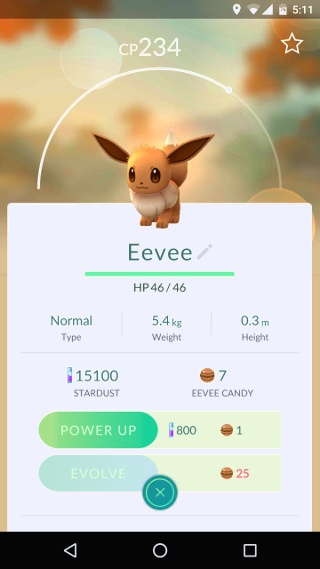 5:11
CP234
Eevee
HP 46 / 46
Normal 5.4 kg 0.3 m
Type Weight Height
15100 7
STARDUST EEVEE CANDY
POWER UP 800 1
EVOLVE 25